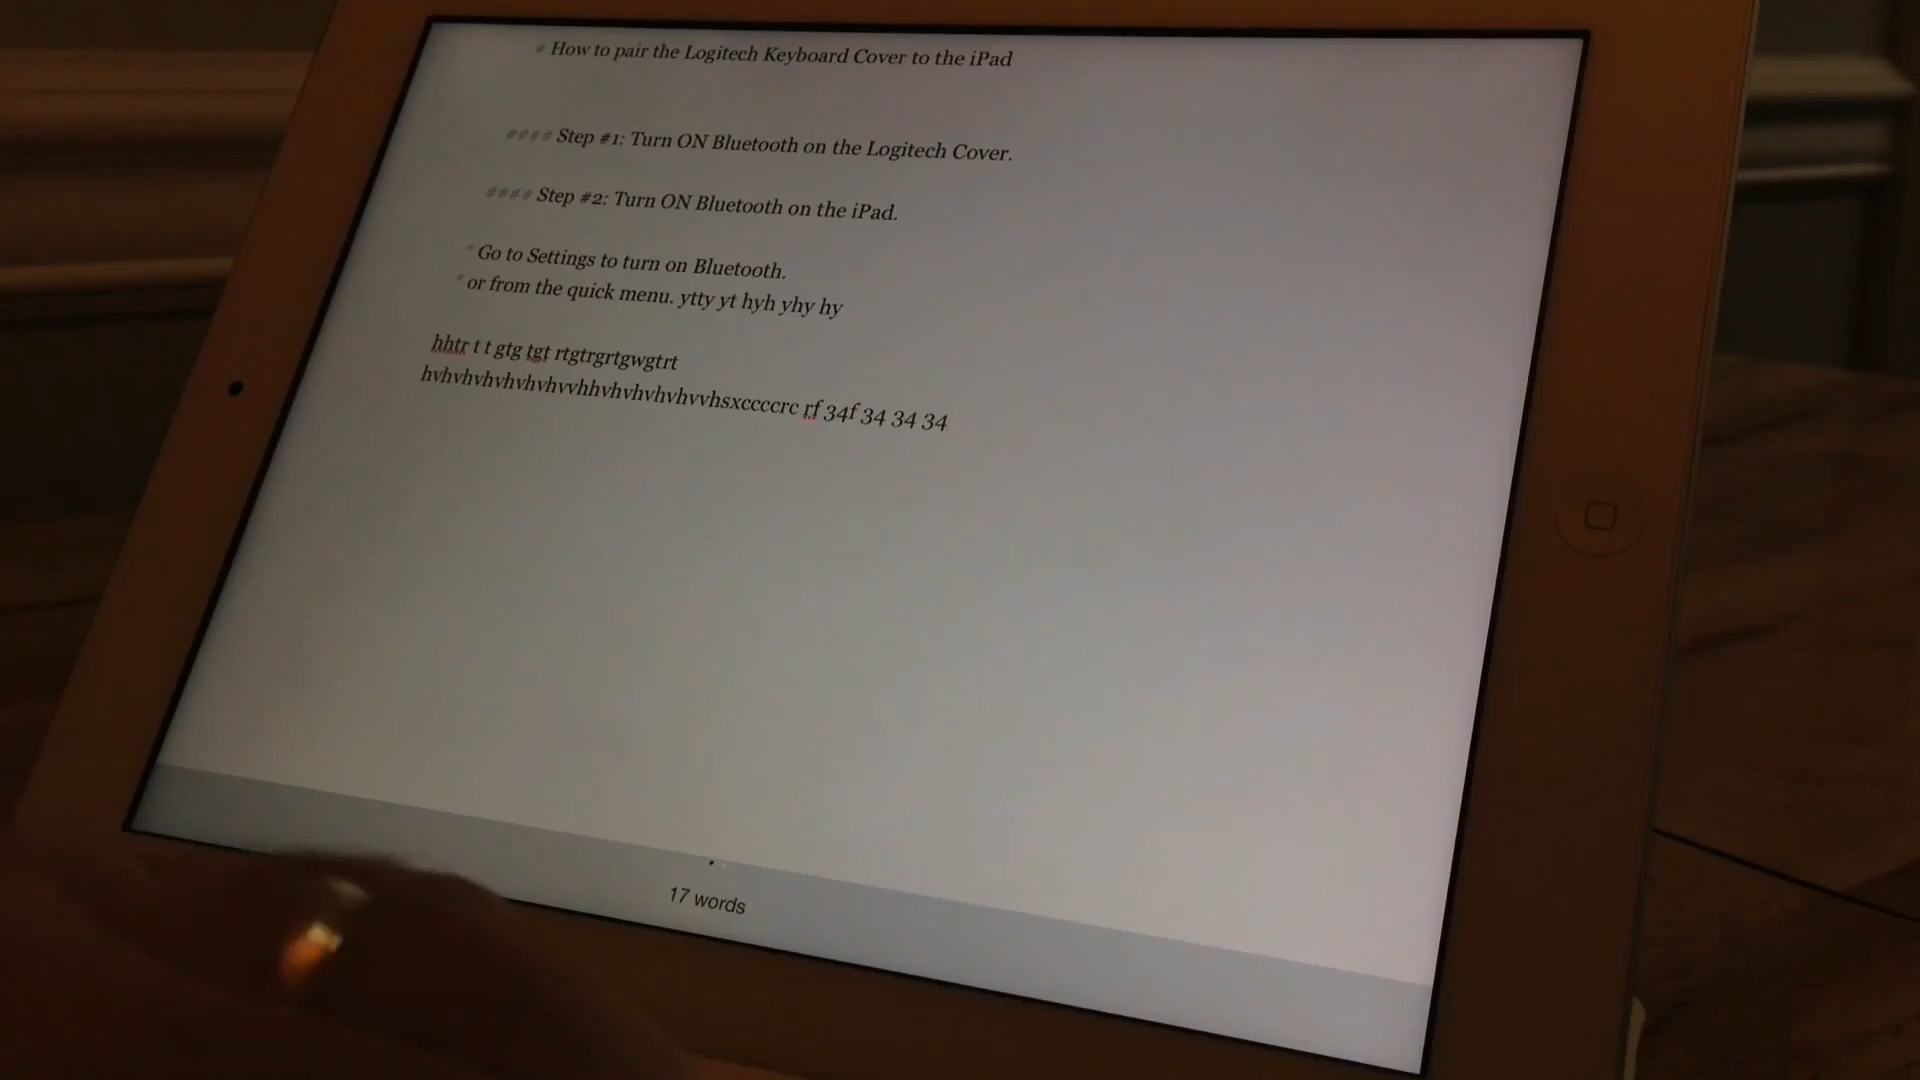 # How to pair the Logitech Keyboard Cover to the iPad
#### Step #1: Turn ON Bluetooth on the Logitech Cover.
#### Step #2: Turn ON Bluetooth on the iPad.
* Go to Settings to turn on Bluetooth.
* or from the quick menu. ytty yt hyh yhy hy
hhtr t t gtg tgt rtgtrgrtgwgtrt
hvhvhvhvhvhvhvvhhvhvhvhvhvvhsxccccrc rf 34f 34 34 34
17 words